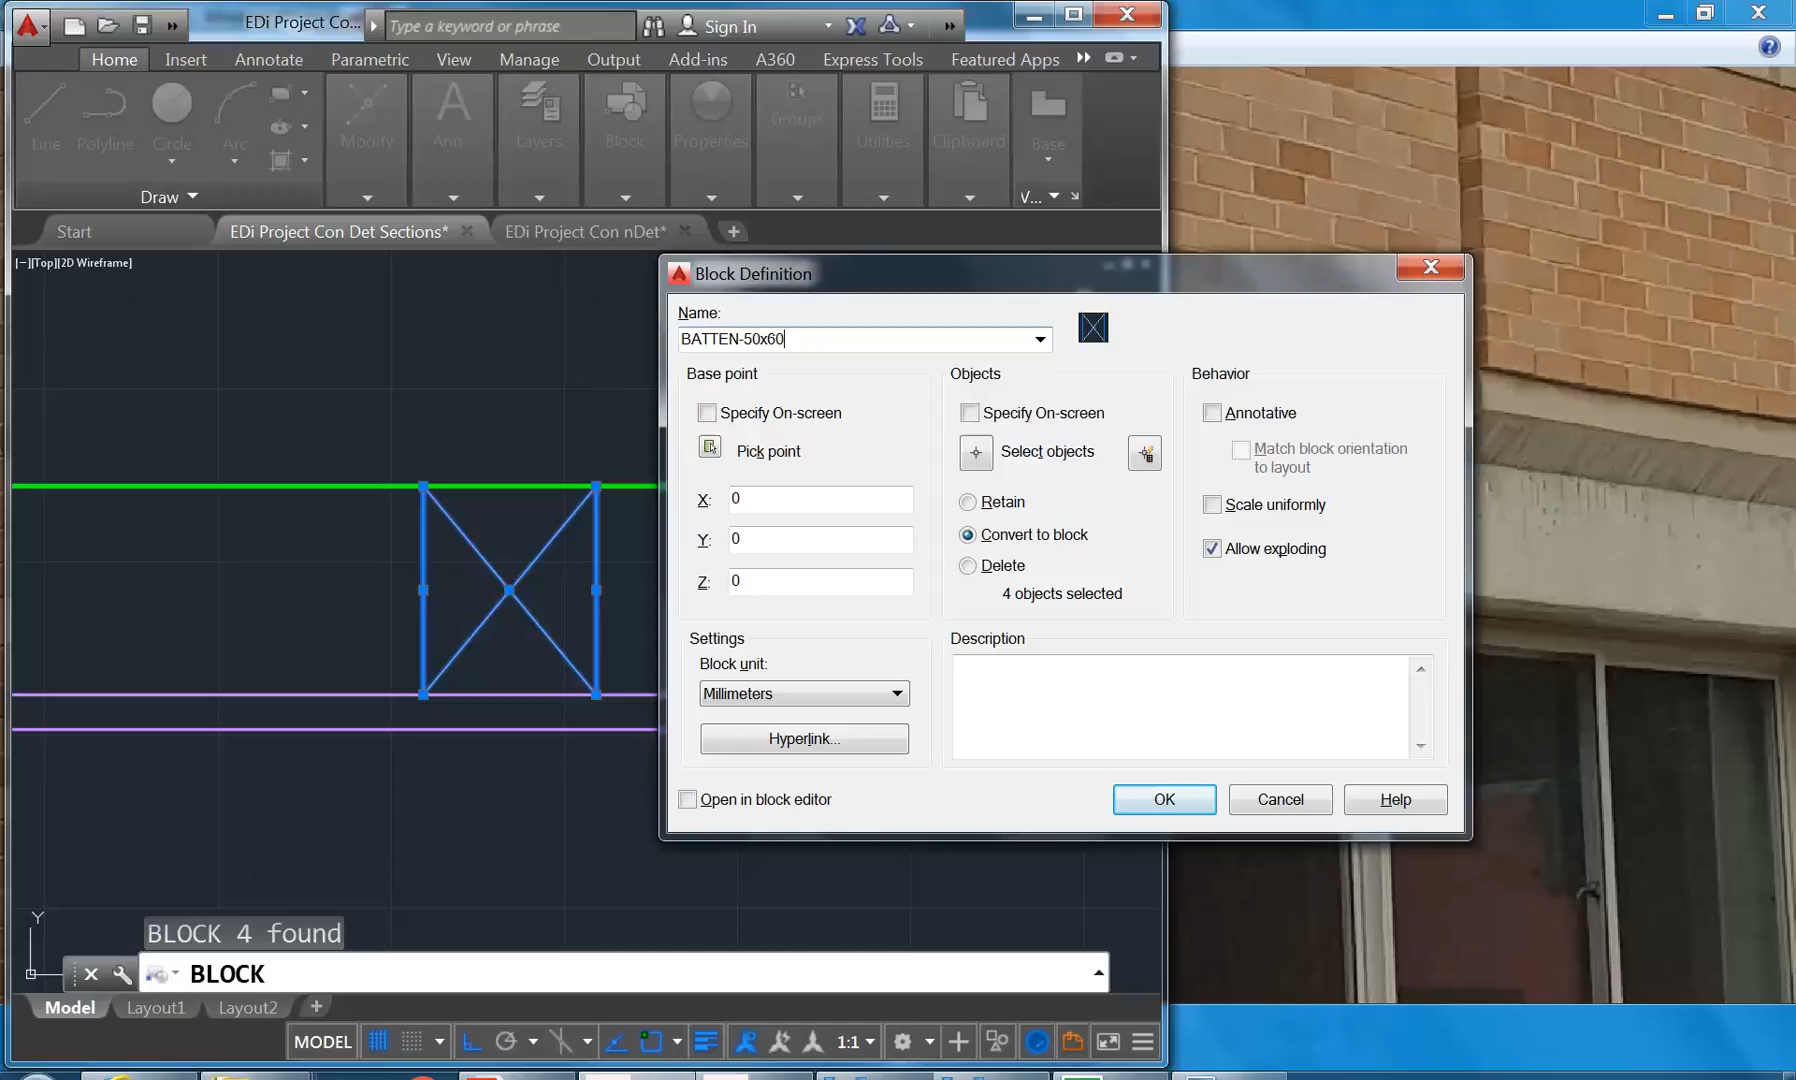 EDi Project Co...
Type a keyword or phrase
Sign In
Home
Insert
Annotate
Parametric
View
Manage
Output
Add-ins
A360
Express Tools
Featured Apps
Line
Polyline
Circle
Arc
Modify
Ann...
Layers
Block
Properties
Groups
Utilities
Clipboard
Base
Draw
V...
Start
EDi Project Con Det Sections*
EDi Project Con nDet*
[−][Top][2D Wireframe]
Block Definition
Name:
BATTEN-50x60
Base point
Specify On-screen
Pick point
X: 0
Y: 0
Z: 0
Objects
Specify On-screen
Select objects
Retain
Convert to block
Delete
4 objects selected
Behavior
Annotative
Match block orientation
to layout
Scale uniformly
Allow exploding
Settings
Block unit:
Millimeters
Hyperlink...
Description
Open in block editor
OK
Cancel
Help
Y
BLOCK 4 found
BLOCK
Model
Layout1
Layout2
MODEL
1:1